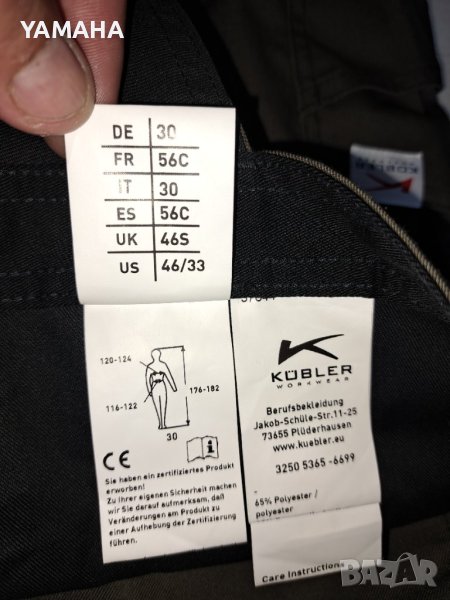 YAMAHA
DE 30
FR 56C
IT 30
ES 56C
UK 46S
US 46/33
KÜBLER
120-124
116-122
176-182
30
CE
Sie haben ein zertifiziertes Produkt
erworben!
Zu Ihrer eigenen Sicherheit machen
wir Sie darauf aufmerksam, daß
Veränderungen am Produkt zu
einer Aufhebung der Zertifizierung
führen.
KÜBLER
WORKWEAR
Berufsbekleidung
Jakob-Schüle-Str.11-25
73655 Plüderhausen
www.kuebler.eu
3250 5365 -6699
65% Polyester /
polyester
Care Instructions
BAZAR.bg